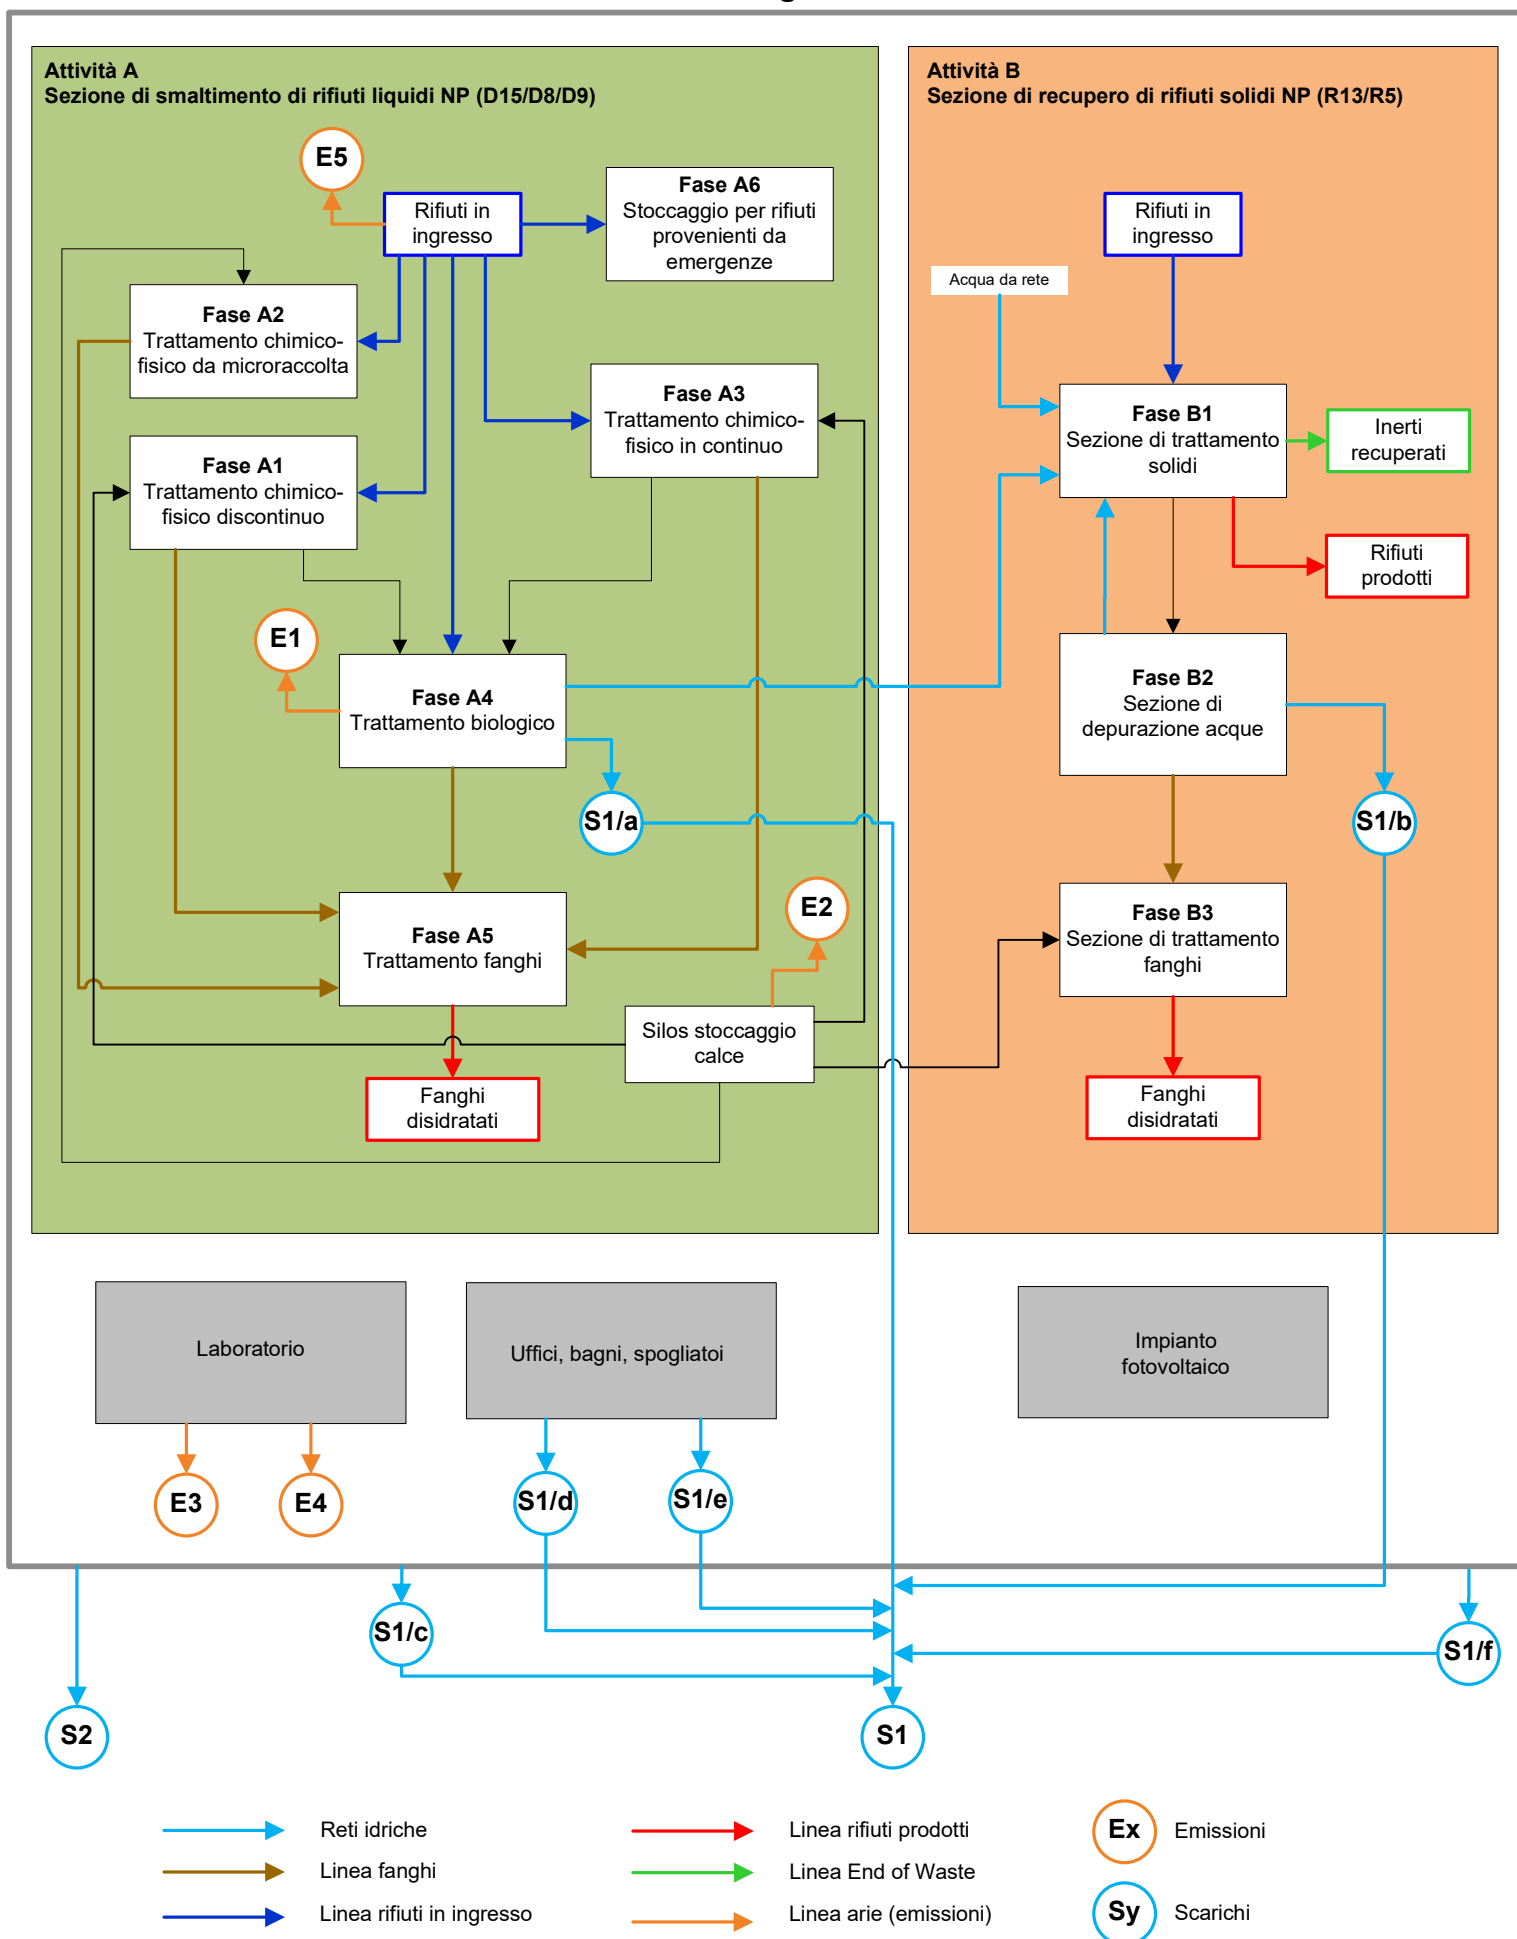 Attività A
Sezione di smaltimento di rifiuti liquidi NP (D15/D8/D9)
E5
Rifiuti in
ingresso
Fase A6
Stoccaggio per rifiuti
provenienti da
emergenze
Fase A2
Trattamento chimico-
fisico da microraccolta
Fase A3
Trattamento chimico-
fisico in continuo
Fase A1
Trattamento chimico-
fisico discontinuo
E1
Fase A4
Trattamento biologico
S1/a
E2
Fase A5
Trattamento fanghi
Silos stoccaggio
calce
Fanghi
disidratati
Attività B
Sezione di recupero di rifiuti solidi NP (R13/R5)
Rifiuti in
ingresso
Acqua da rete
Fase B1
Sezione di trattamento
solidi
Inerti
recuperati
Rifiuti
prodotti
Fase B2
Sezione di
depurazione acque
S1/b
Fase B3
Sezione di trattamento
fanghi
Fanghi
disidratati
Laboratorio
Uffici, bagni, spogliatoi
Impianto
fotovoltaico
E3
E4
S1/d
S1/e
S1/c
S1/f
S2
S1
Reti idriche
Linea fanghi
Linea rifiuti in ingresso
Linea rifiuti prodotti
Linea End of Waste
Linea arie (emissioni)
Ex
Emissioni
Sy
Scarichi